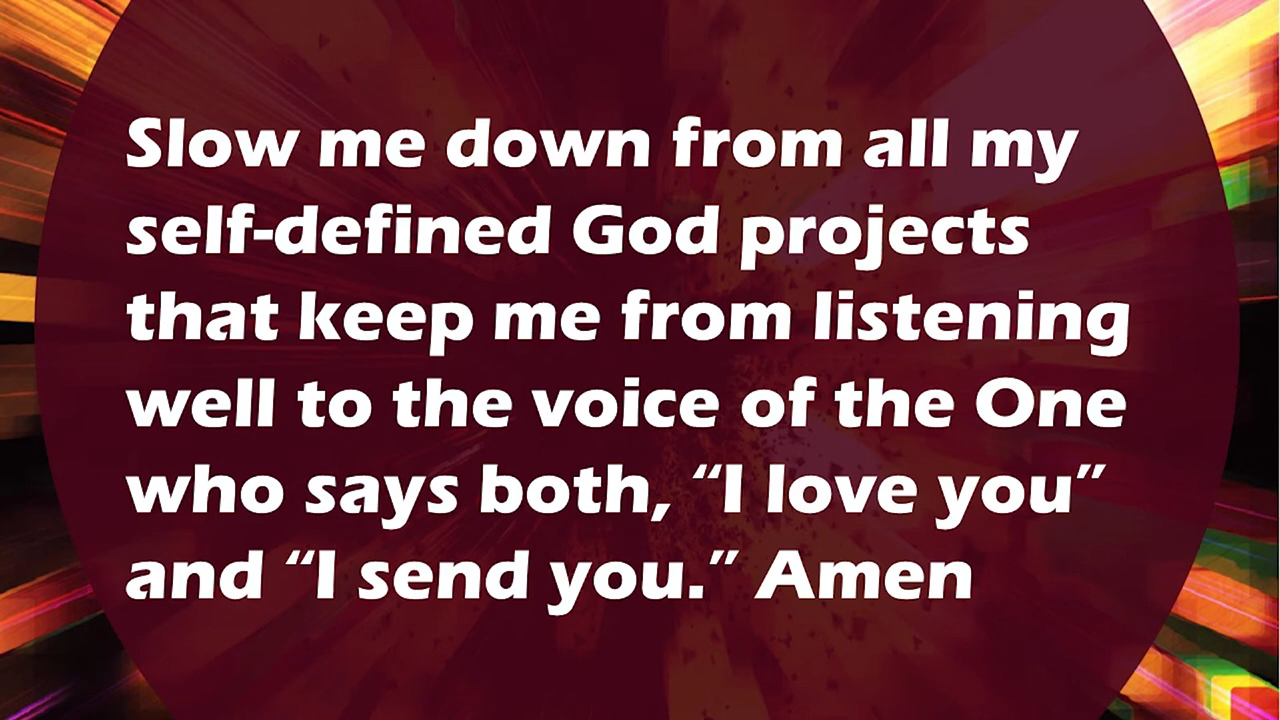 Slow me down from all my
self-defined God projects
that keep me from listening
well to the voice of the One
who says both, “I love you”
and “I send you.” Amen